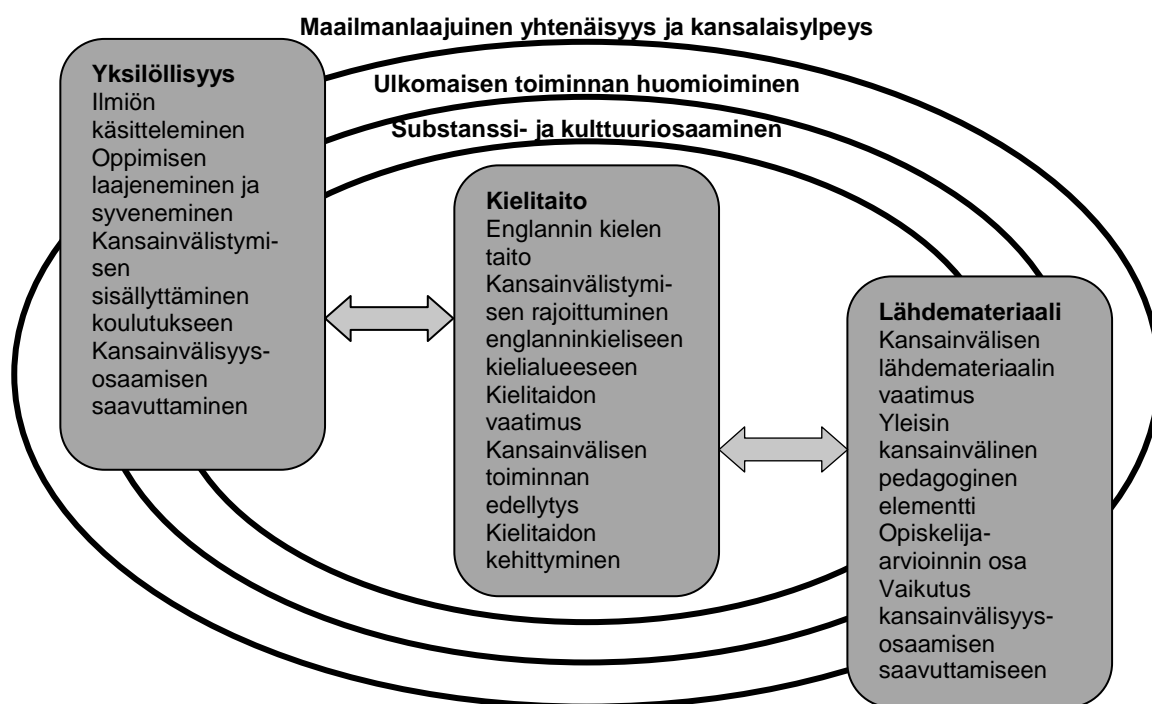 Maailmanlaajuinen yhtenäisyys ja kansalaisylpeys
Ulkomaisen toiminnan huomioiminen
Substanssi- ja kulttuuriosaaminen
Yksilöllisyys
Ilmiön
käsitteleminen
Oppimisen
laajeneminen ja
syveneminen
Kansainvälistymi-
sen
sisällyttäminen
koulutukseen
Kansainvälisyys-
osaamisen
saavuttaminen
Kielitaito
Englannin kielen
taito
Kansainvälistymi-
sen rajoittuminen
englanninkieliseen
kielialueeseen
Kielitaidon
vaatimus
Kansainvälisen
toiminnan
edellytys
Kielitaidon
kehittyminen
Lähdemateriaali
Kansainvälisen
lähdemateriaalin
vaatimus
Yleisin
kansainvälinen
pedagoginen
elementti
Opiskelija-
arvioinnin osa
Vaikutus
kansainvälisyys-
osaamisen
saavuttamiseen